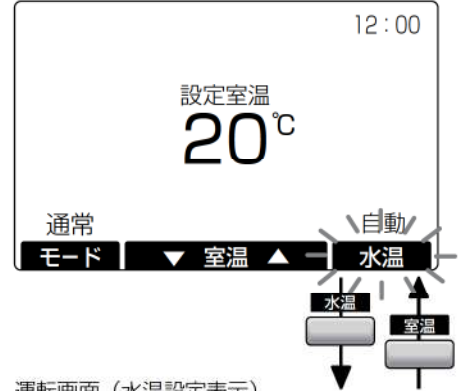 12:00
設定室温
20℃
通常
自動
モード
▼ 室温 ▲
水温
水温
室温
運転画面（水温設定表示）